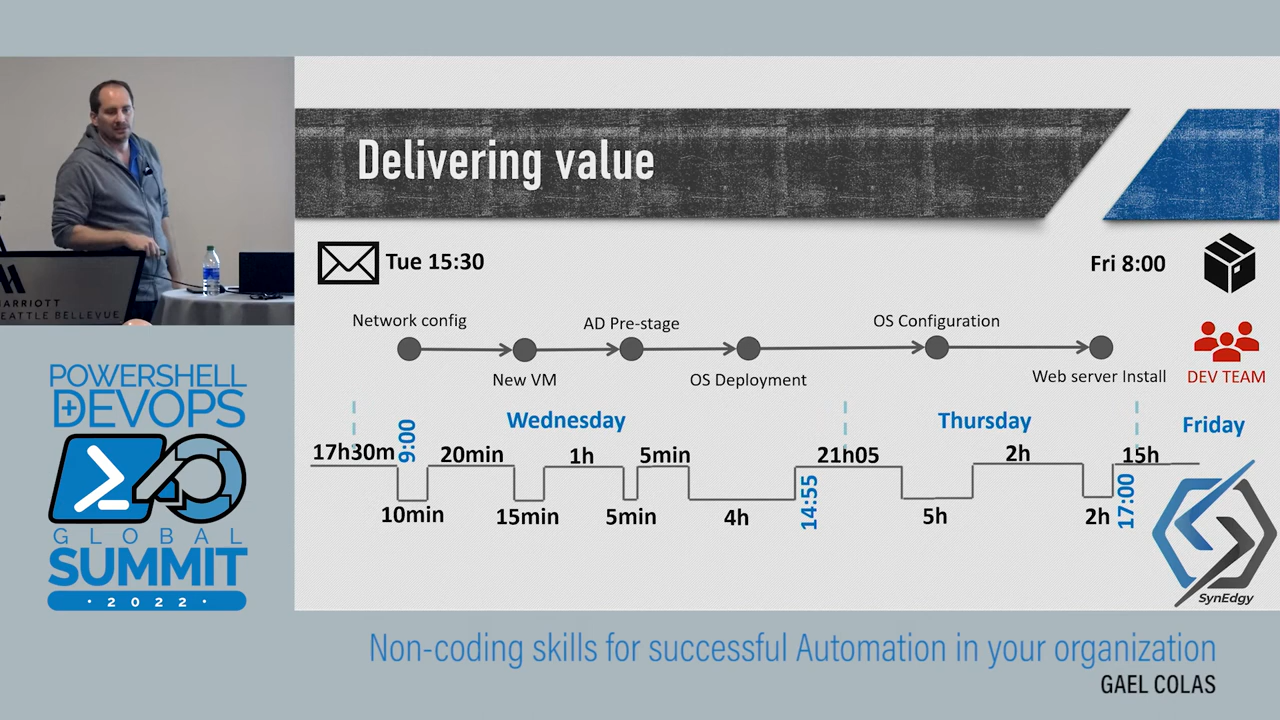 Delivering value
Tue 15:30
Fri 8:00
Network config
AD Pre-stage
OS Configuration
New VM
OS Deployment
Web server Install
DEV TEAM
Wednesday
Thursday
Friday
17h30m
9:00
20min
1h
5min
21h05
2h
15h
10min
15min
5min
4h
14:55
5h
2h
17:00
SynEdgy
ARRIOTT
EATTLE BELLEVUE
POWERSHELL
+DEVOPS
GLOBAL
SUMMIT
· 2022 ·
Non-coding skills for successful Automation in your organization
GAEL COLAS